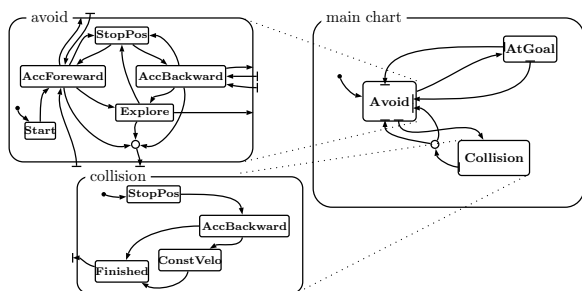 avoid
StopPos
AccForeward
AccBackward
Explore
Start
main chart
AtGoal
Avoid
Collision
collision
StopPos
AccBackward
ConstVelo
Finished